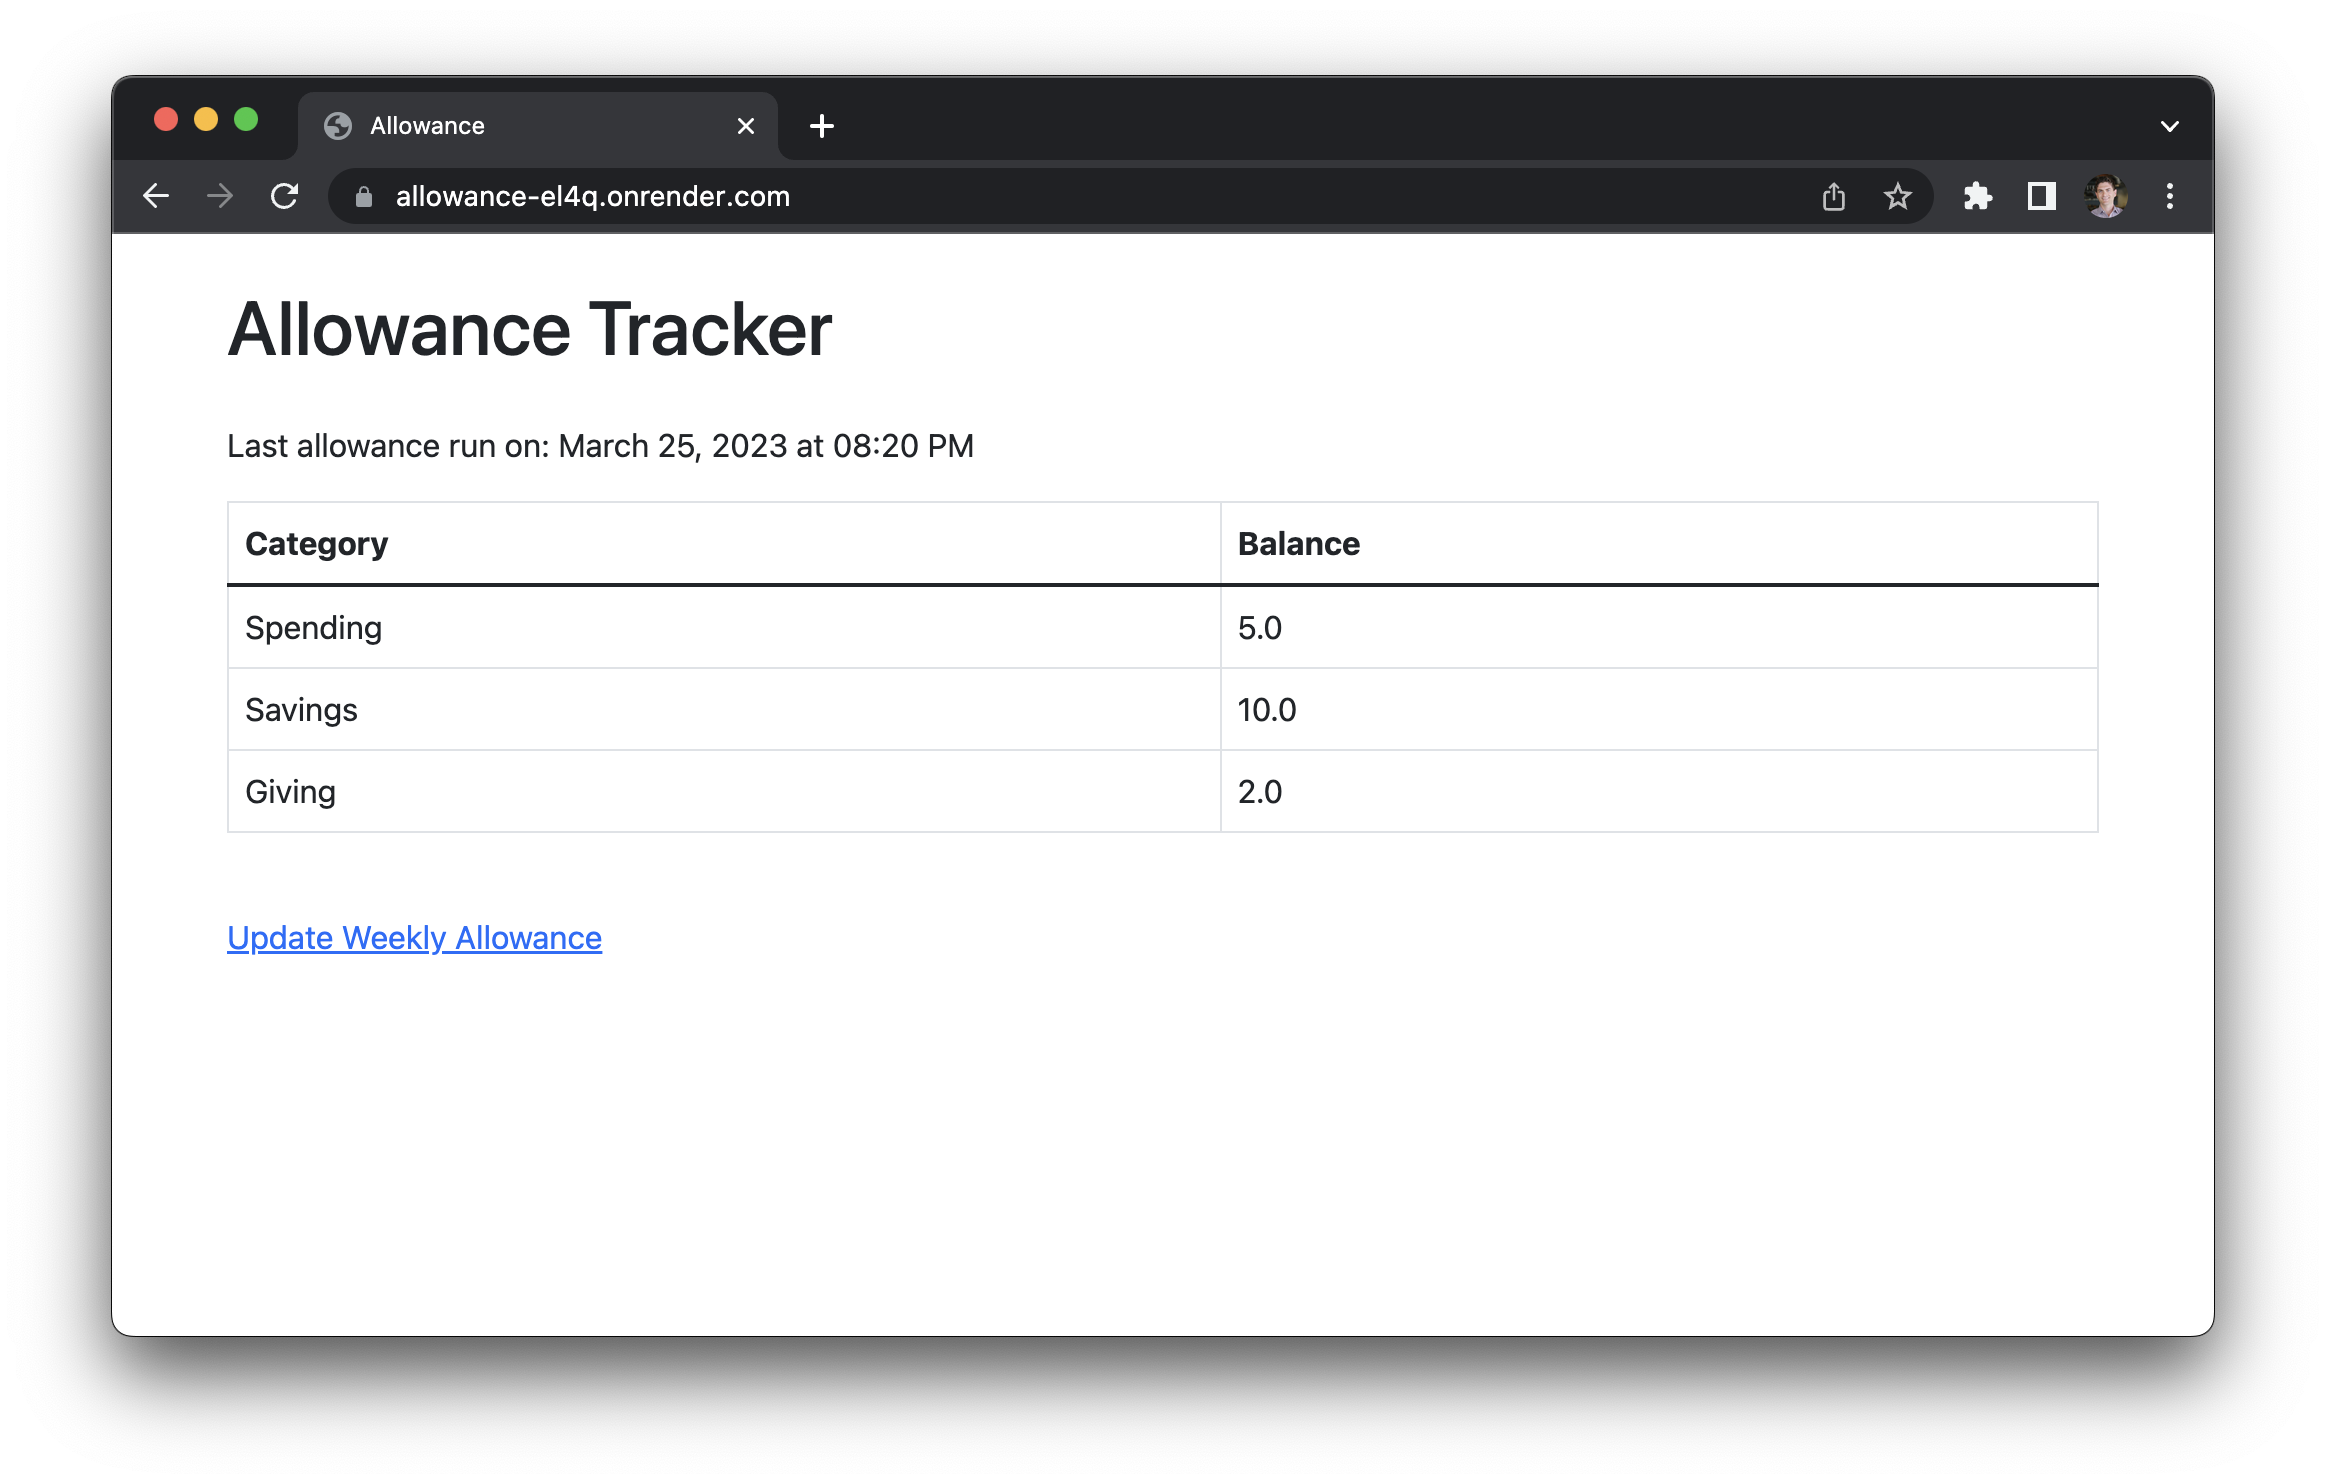 Allowance
allowance-el4q.onrender.com
Allowance Tracker
Last allowance run on: March 25, 2023 at 08:20 PM
Category Balance
Spending 5.0
Savings 10.0
Giving 2.0
Update Weekly Allowance